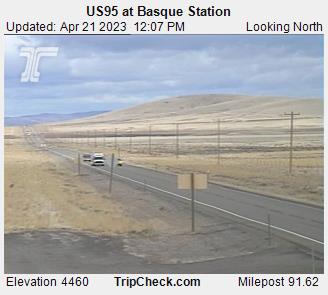 US95 at Basque Station
Updated: Apr 21 2023 12:07 PM Looking North
Elevation 4460 TripCheck.com Milepost 91.62